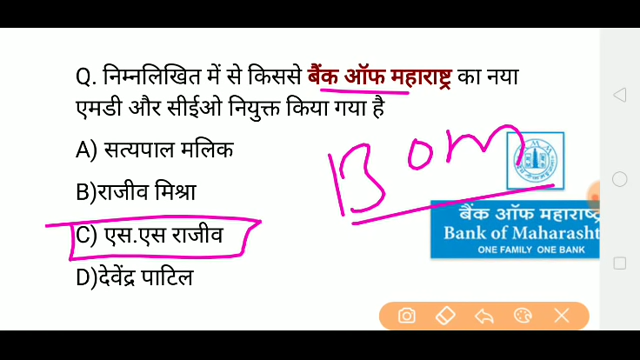 Q. निम्नलिखित में से किससे बैंक ऑफ महाराष्ट्र का नया
एमडी और सीईओ नियुक्त किया गया है
A) सत्यपाल मलिक
B)राजीव मिश्रा
C) एस.एस राजीव
D)देवेंद्र पाटिल
BOM
बैंक ऑफ महाराष्ट्र
Bank of Maharasht
ONE FAMILY ONE BANK